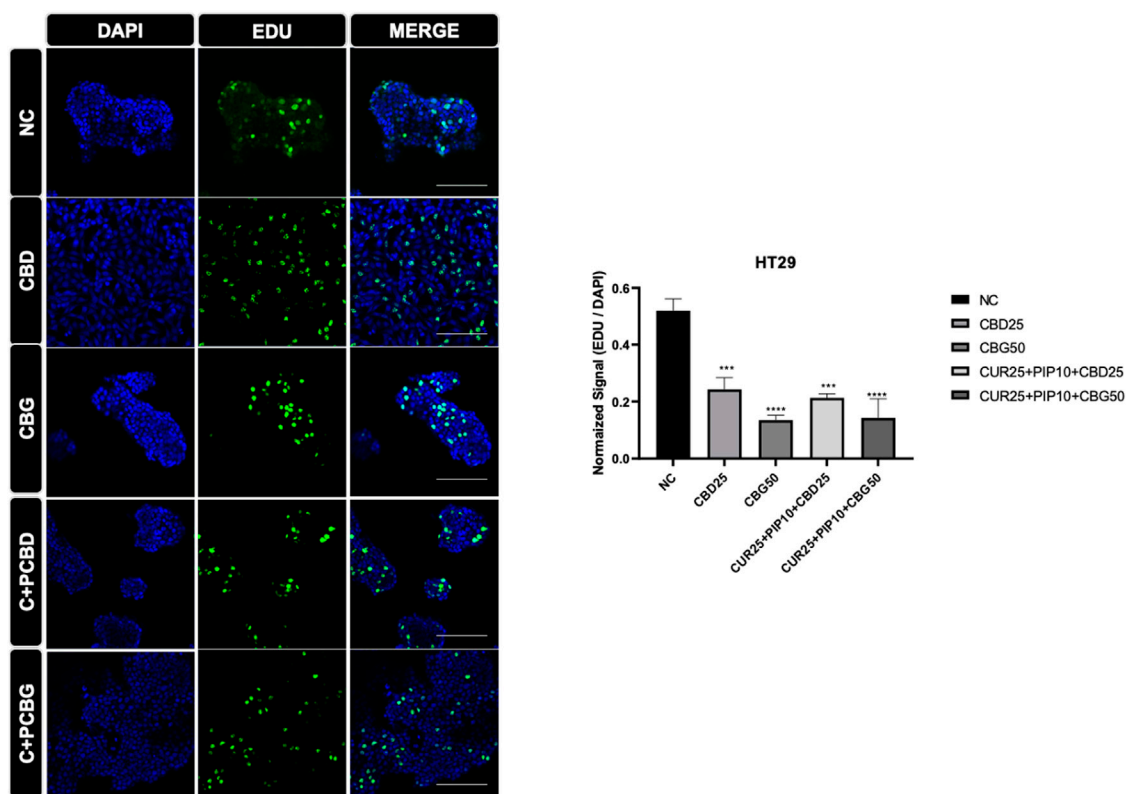 DAPI EDU MERGE
NC
CBD
CBG
C+PCBD
C+PCBG
HT29
Normaized Signal (EDU / DAPI)
0.6
0.4
0.2
0.0
***
****
***
****
NC
CBD25
CBG50
CUR25+PIP10+CBD25
CUR25+PIP10+CBG50
NC
CBD25
CBG50
CUR25+PIP10+CBD25
CUR25+PIP10+CBG50